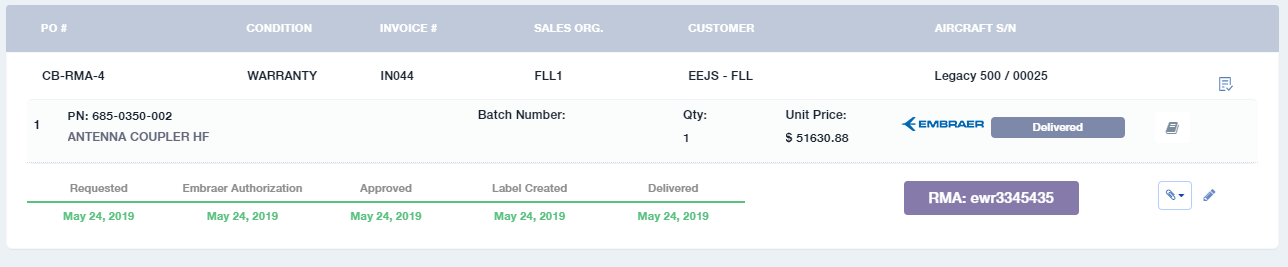 PO # CONDITION INVOICE # SALES ORG. CUSTOMER AIRCRAFT S/N
CB-RMA-4 WARRANTY IN044 FLL1 EEJS - FLL Legacy 500 / 00025
1 PN: 685-0350-002 Batch Number: Qty: Unit Price:
ANTENNA COUPLER HF 1 $ 51630.88 EMBRAER Delivered
Requested Embraer Authorization Approved Label Created Delivered
May 24, 2019 May 24, 2019 May 24, 2019 May 24, 2019 May 24, 2019
RMA: ewr3345435